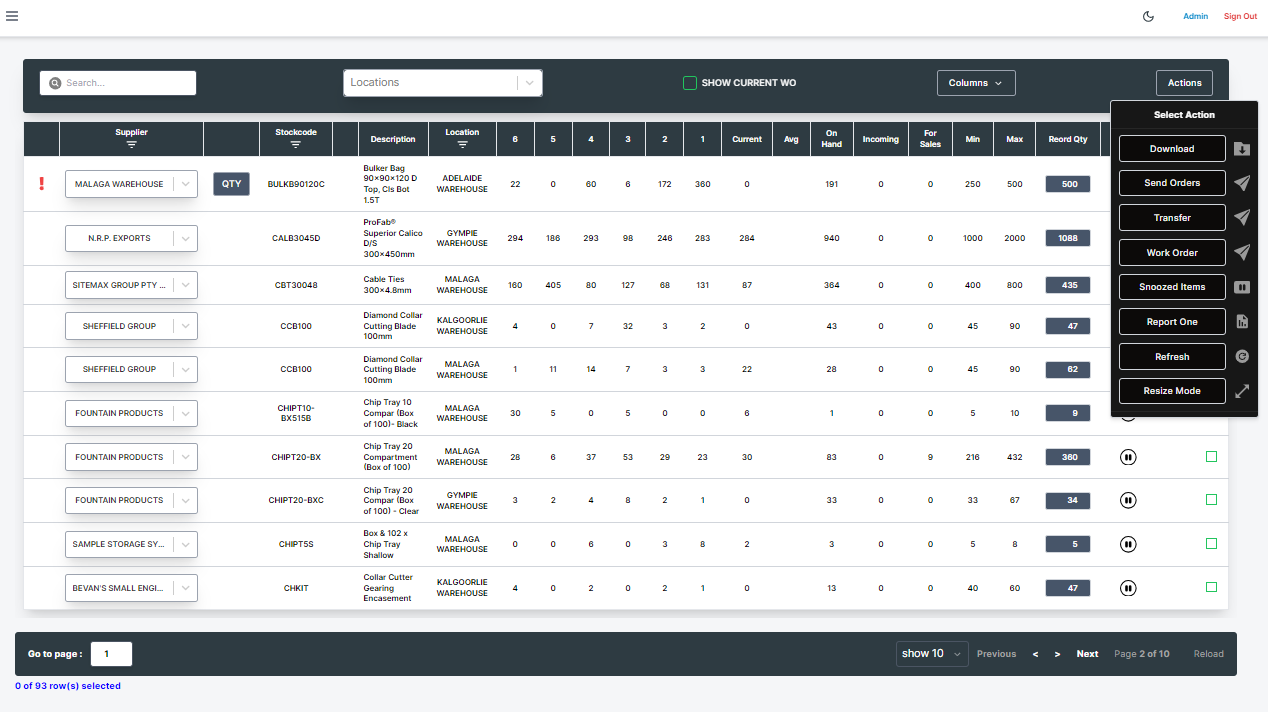 Admin Sign Out
Search... Locations SHOW CURRENT WO Columns Actions
Select Action
Download
Send Orders
Transfer
Work Order
Snoozed Items
Report One
Refresh
Resize Mode
Supplier Stockcode Description Location 6 5 4 3 2 1 Current Avg On Hand Incoming For Sales Min Max Reord Qty
MALAGA WAREHOUSE QTY BULKB90120C Bulker Bag 90x90x120 D Top, Cls Bot 1.5T ADELAIDE WAREHOUSE 22 0 60 6 172 360 0 191 0 0 250 500 500
N.R.P. EXPORTS CALB3045D ProFab® Superior Calico D/S 300x450mm GYMPIE WAREHOUSE 294 186 293 98 246 283 284 940 0 0 1000 2000 1088
SITEMAX GROUP PTY ... CBT30048 Cable Ties 300x4.8mm MALAGA WAREHOUSE 160 405 80 127 68 131 87 364 0 0 400 800 435
SHEFFIELD GROUP CCB100 Diamond Collar Cutting Blade 100mm KALGOORLIE WAREHOUSE 4 0 7 32 3 2 0 43 0 0 45 90 47
SHEFFIELD GROUP CCB100 Diamond Collar Cutting Blade 100mm MALAGA WAREHOUSE 1 11 14 7 3 3 22 28 0 0 45 90 62
FOUNTAIN PRODUCTS CHIPT10-BX515B Chip Tray 10 Compar (Box of 100)- Black MALAGA WAREHOUSE 30 5 0 5 0 0 6 1 0 0 5 10 9
FOUNTAIN PRODUCTS CHIPT20-BX Chip Tray 20 Compartment (Box of 100) MALAGA WAREHOUSE 28 6 37 53 29 23 30 83 0 9 216 432 360
FOUNTAIN PRODUCTS CHIPT20-BXC Chip Tray 20 Compar (Box of 100) - Clear GYMPIE WAREHOUSE 3 2 4 8 2 1 0 33 0 0 33 67 34
SAMPLE STORAGE SY... CHIPT5S Box & 102 x Chip Tray Shallow MALAGA WAREHOUSE 0 0 6 0 3 8 2 3 0 0 5 8 5
BEVAN'S SMALL ENGI... CHKIT Collar Cutter Gearing Encasement KALGOORLIE WAREHOUSE 4 0 2 0 2 1 0 13 0 0 40 60 47
Go to page : 1 show 10 Previous < > Next Page 2 of 10 Reload
0 of 93 row(s) selected